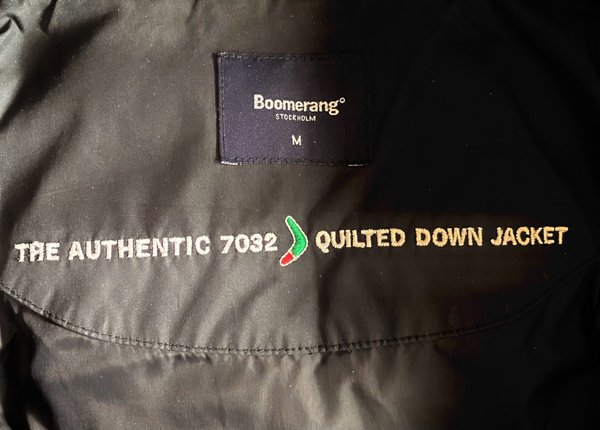 Boomerang°
STOCKHOLM
M
THE AUTHENTIC 7032 QUILTED DOWN JACKET